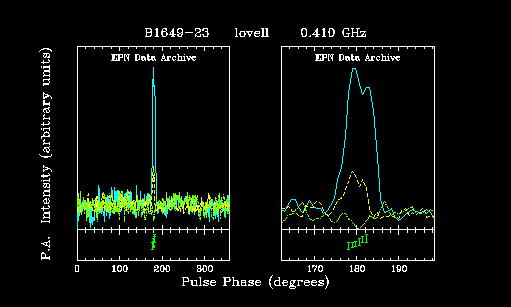 B1649-23 lovell 0.410 GHz
EPN Data Archive EPN Data Archive
P.A. Intensity (arbitrary units)
0 100 200 300 170 180 190
Pulse Phase (degrees)